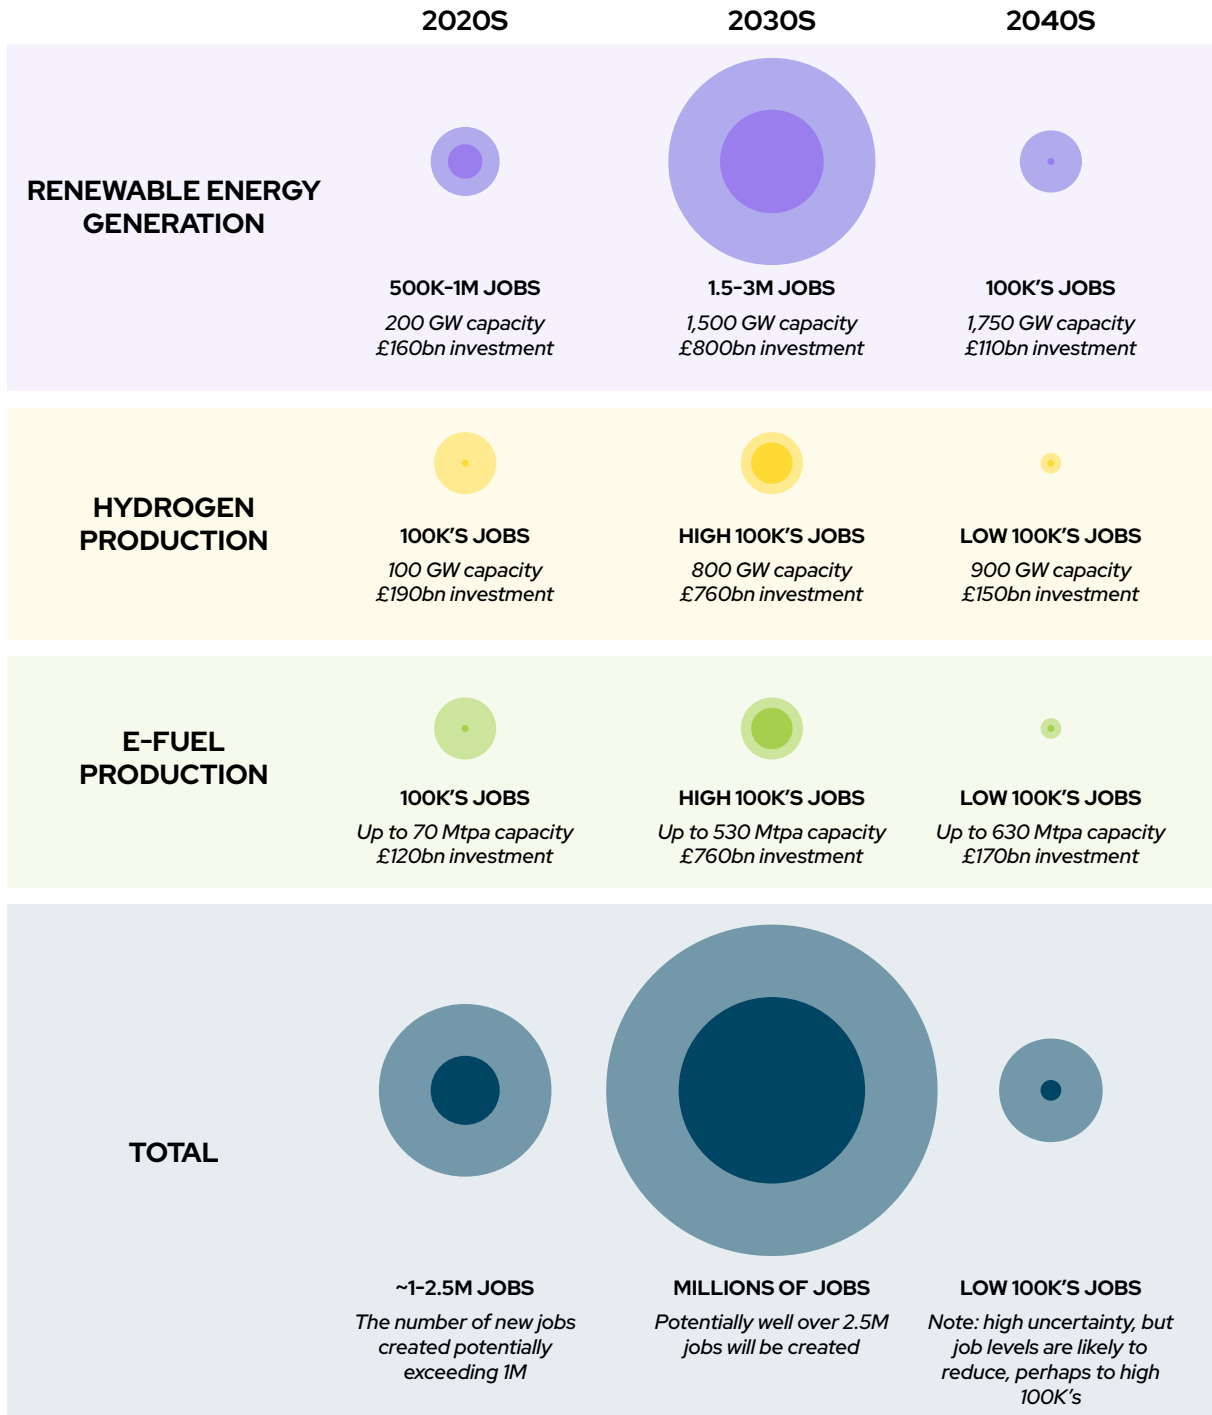 2020S
2030S
2040S
RENEWABLE ENERGY
GENERATION
500K-1M JOBS
200 GW capacity
£160bn investment
1.5-3M JOBS
1,500 GW capacity
£800bn investment
100K’S JOBS
1,750 GW capacity
£110bn investment
HYDROGEN
PRODUCTION
100K’S JOBS
100 GW capacity
£190bn investment
HIGH 100K’S JOBS
800 GW capacity
£760bn investment
LOW 100K’S JOBS
900 GW capacity
£150bn investment
E-FUEL
PRODUCTION
100K’S JOBS
Up to 70 Mtpa capacity
£120bn investment
HIGH 100K’S JOBS
Up to 530 Mtpa capacity
£760bn investment
LOW 100K’S JOBS
Up to 630 Mtpa capacity
£170bn investment
TOTAL
~1-2.5M JOBS
The number of new jobs
created potentially
exceeding 1M
MILLIONS OF JOBS
Potentially well over 2.5M
jobs will be created
LOW 100K’S JOBS
Note: high uncertainty, but
job levels are likely to
reduce, perhaps to high
100K’s